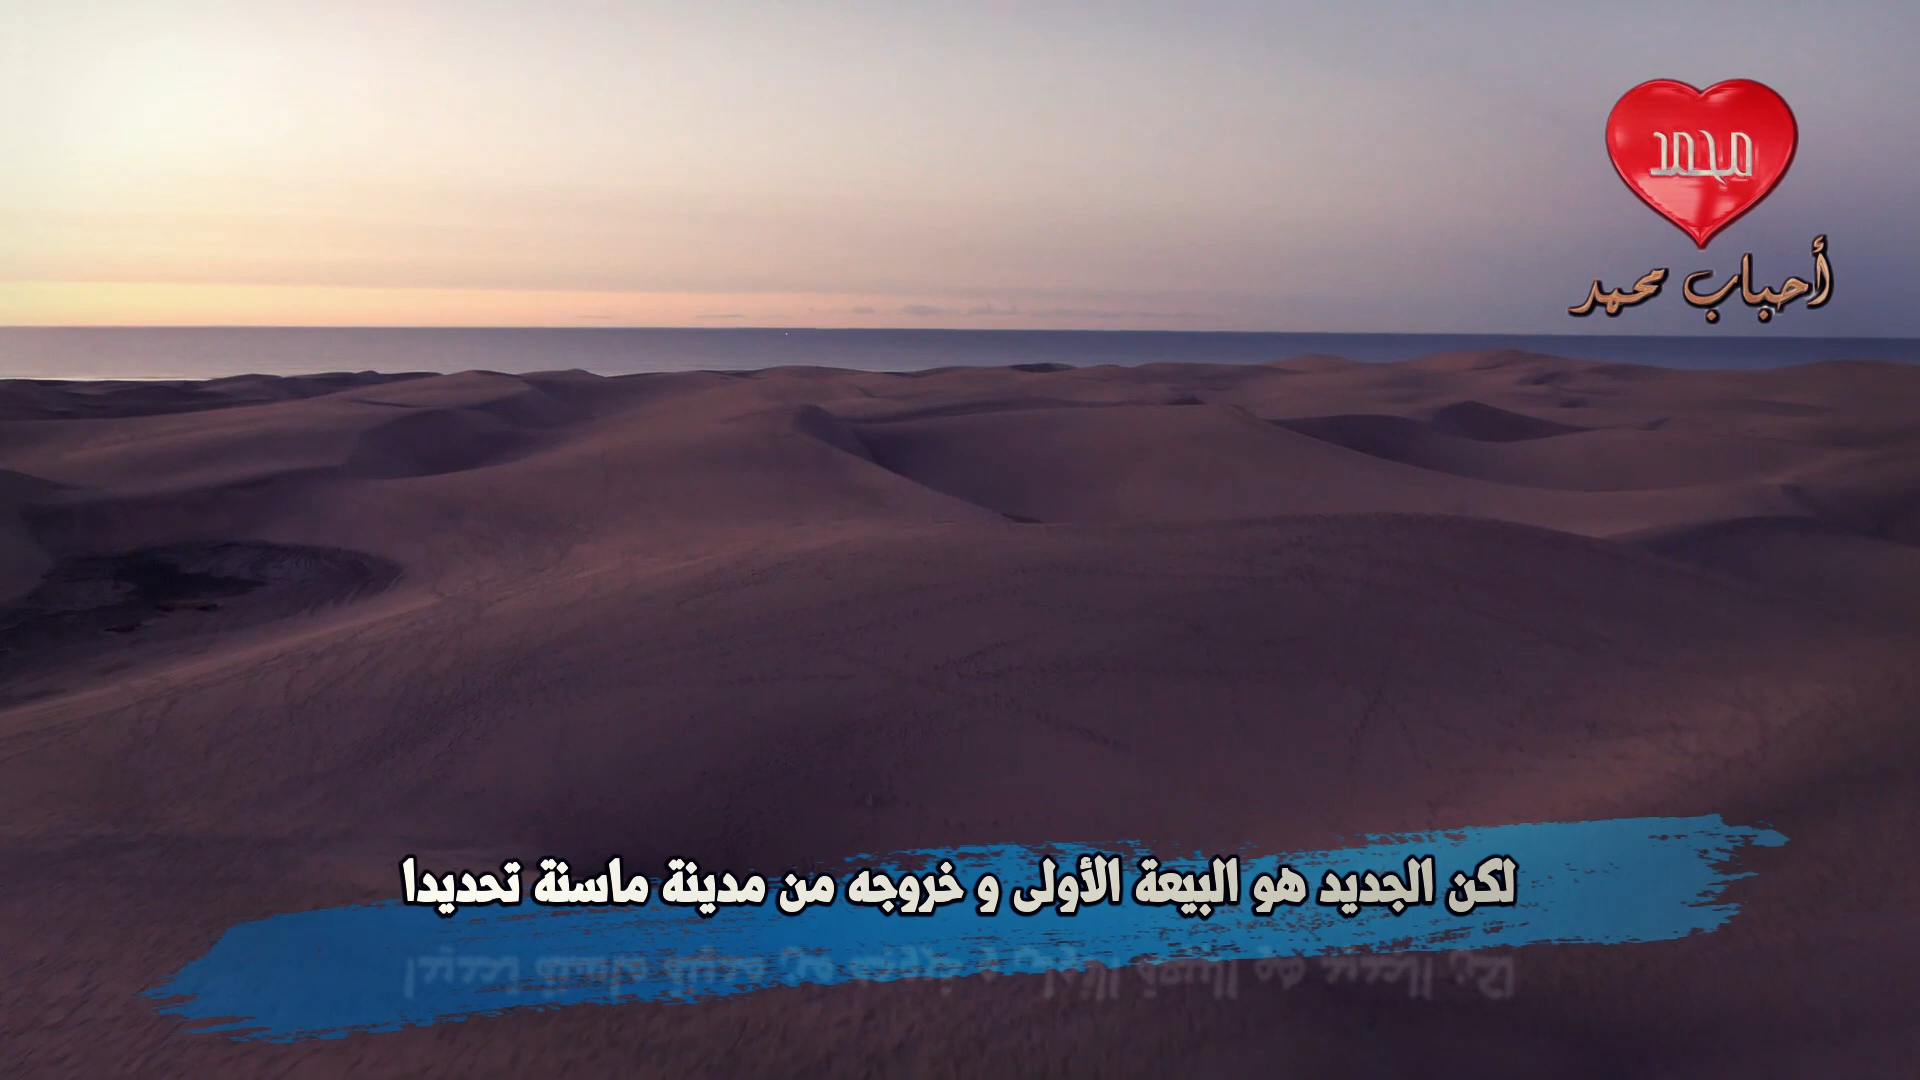 محمد
أحباب محمد
لكن الجديد هو البيعة الأولى و خروجه من مدينة ماسنة تحديدا